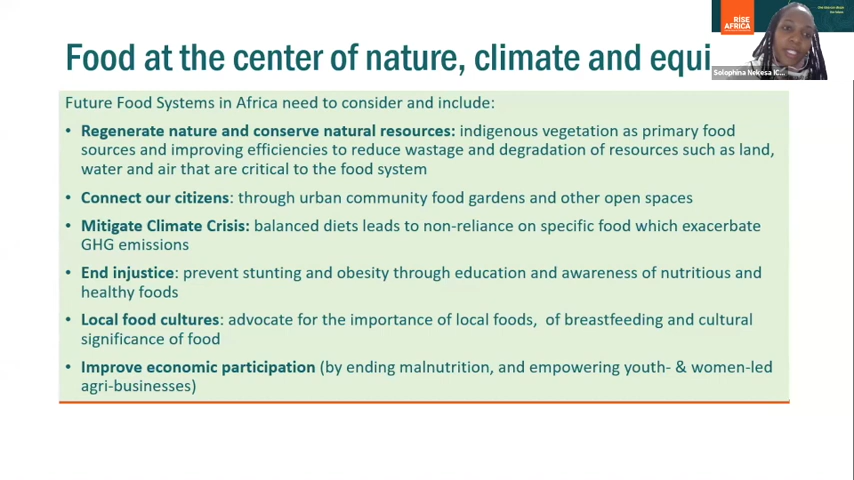 Food at the center of nature, climate and equi
RISE
AFRICA
Solophina Nekesa IC...
Future Food Systems in Africa need to consider and include:
• Regenerate nature and conserve natural resources: indigenous vegetation as primary food
sources and improving efficiencies to reduce wastage and degradation of resources such as land,
water and air that are critical to the food system
• Connect our citizens: through urban community food gardens and other open spaces
• Mitigate Climate Crisis: balanced diets leads to non-reliance on specific food which exacerbate
GHG emissions
• End injustice: prevent stunting and obesity through education and awareness of nutritious and
healthy foods
• Local food cultures: advocate for the importance of local foods, of breastfeeding and cultural
significance of food
• Improve economic participation (by ending malnutrition, and empowering youth- & women-led
agri-businesses)